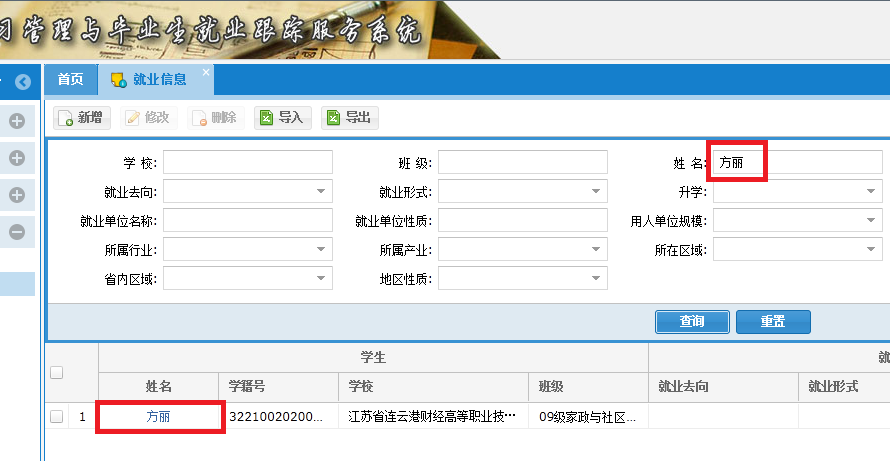 习管理与毕业生就业跟踪服务系统
首页 就业信息
新增 修改 删除 导入 导出
学 校: 班 级: 姓 名: 方丽
就业去向: 就业形式: 升学:
就业单位名称: 就业单位性质: 用人单位规模:
所属行业: 所属产业: 所在区域:
省内区域: 地区性质:
查询 重置
学生
姓名 学籍号 学校 班级 就业去向 就业形式
1 方丽 32210020200... 江苏省连云港财经高等职业技... 09级家政与社区...